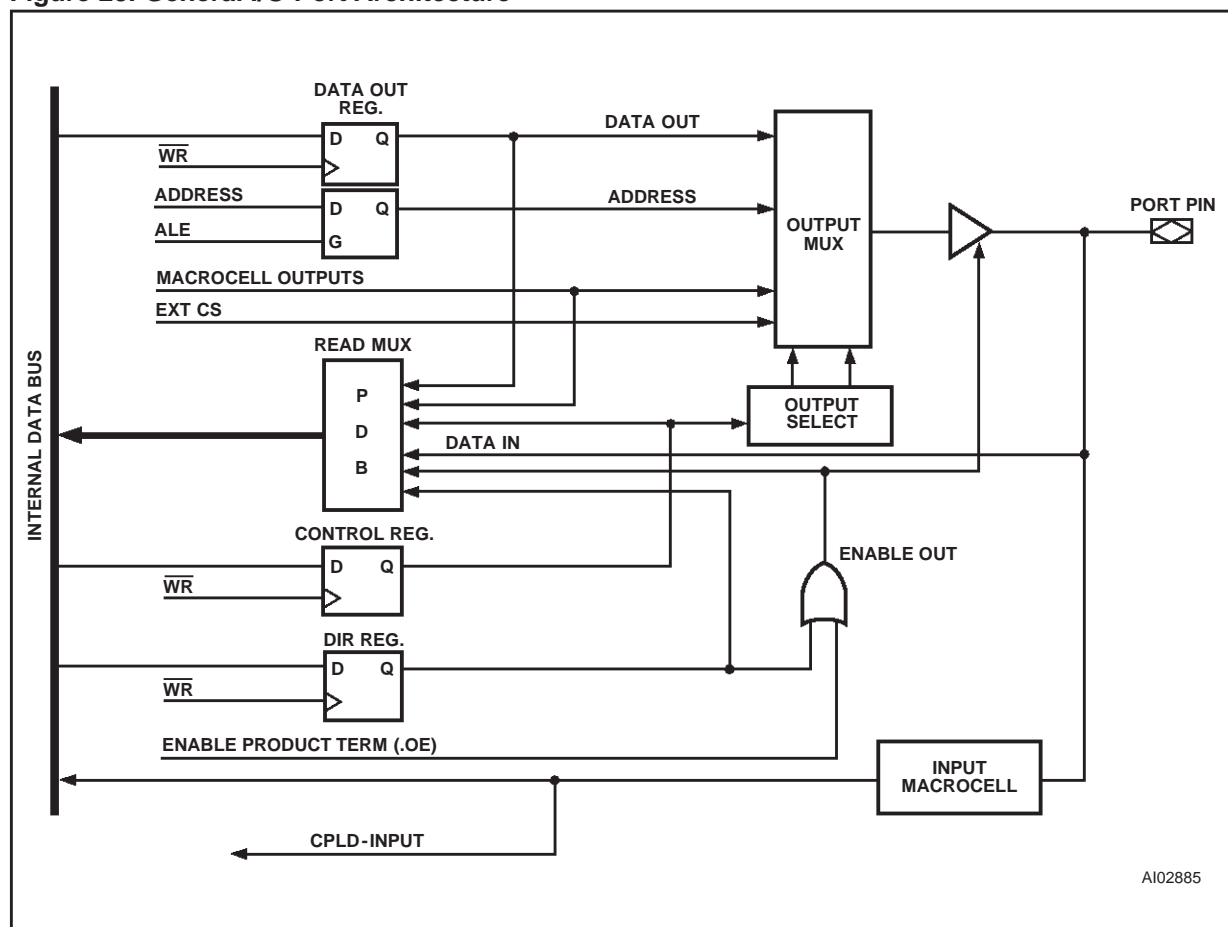 DATA OUT
REG.
D Q
WR
DATA OUT
ADDRESS
D Q
ADDRESS
ALE
G
OUTPUT
MUX
PORT PIN
MACROCELL OUTPUTS
EXT CS
READ MUX
P
D
B
OUTPUT
SELECT
DATA IN
INTERNAL DATA BUS
CONTROL REG.
D Q
WR
ENABLE OUT
DIR REG.
D Q
WR
ENABLE PRODUCT TERM (.OE)
INPUT
MACROCELL
CPLD-INPUT
AI02885